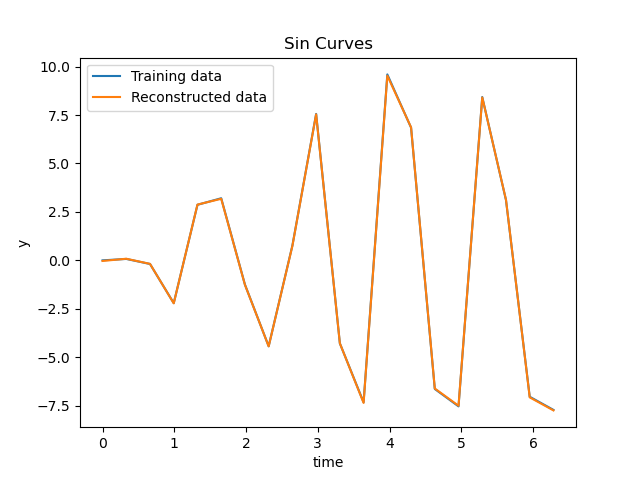 Sin Curves
Training data
Reconstructed data
10.0
7.5
5.0
2.5
0.0
−2.5
−5.0
−7.5
y
0 1 2 3 4 5 6
time